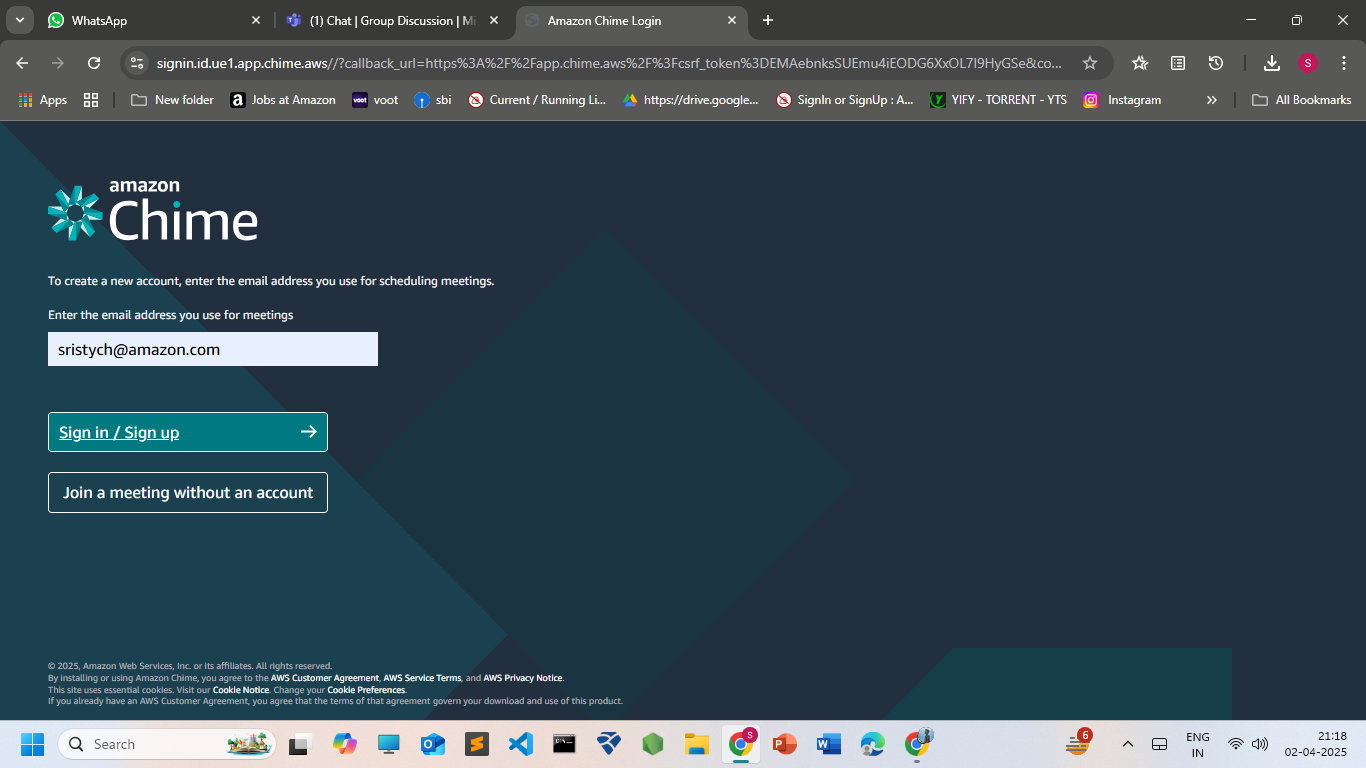 WhatsApp
(1) Chat | Group Discussion | Mi
Amazon Chime Login
signin.id.ue1.app.chime.aws//?callback_url=https%3A%2F%2Fapp.chime.aws%2F%3Fcsrf_token%3DEMAebnksSUEmu4iEODG6XxOL7I9HyGSe&co...
S
Apps
New folder
Jobs at Amazon
voot
voot
sbi
Current / Running Li...
https://drive.google...
SignIn or SignUp : A...
YIFY - TORRENT - YTS
Instagram
»
All Bookmarks
amazon
Chime
To create a new account, enter the email address you use for scheduling meetings.
Enter the email address you use for meetings
sristych@amazon.com
Sign in / Sign up
Join a meeting without an account
© 2025, Amazon Web Services, Inc. or its affiliates. All rights reserved.
By installing or using Amazon Chime, you agree to the AWS Customer Agreement, AWS Service Terms, and AWS Privacy Notice.
This site uses essential cookies. Visit our Cookie Notice. Change your Cookie Preferences.
If you already have an AWS Customer Agreement, you agree that the terms of that agreement govern your download and use of this product.
Search
S
6
ENG
IN
21:18
02-04-2025